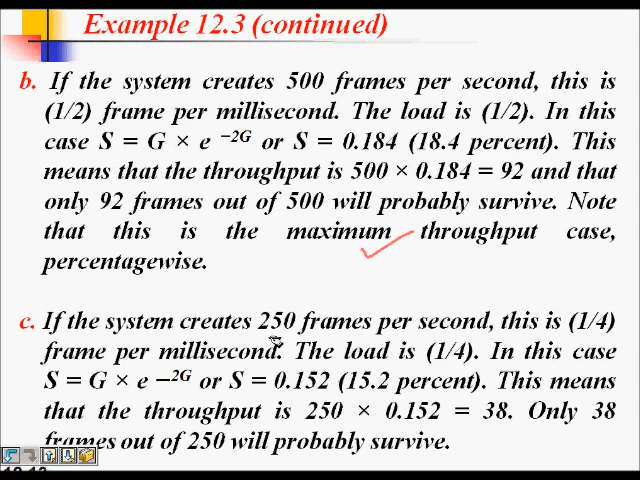 Example 12.3 (continued)
b. If the system creates 500 frames per second, this is
(1/2) frame per millisecond. The load is (1/2). In this
case S = G × e −2G or S = 0.184 (18.4 percent). This
means that the throughput is 500 × 0.184 = 92 and that
only 92 frames out of 500 will probably survive. Note
that this is the maximum throughput case,
percentagewise.
c. If the system creates 250 frames per second, this is (1/4)
frame per millisecond. The load is (1/4). In this case
S = G × e −2G or S = 0.152 (15.2 percent). This means
that the throughput is 250 × 0.152 = 38. Only 38
frames out of 250 will probably survive.